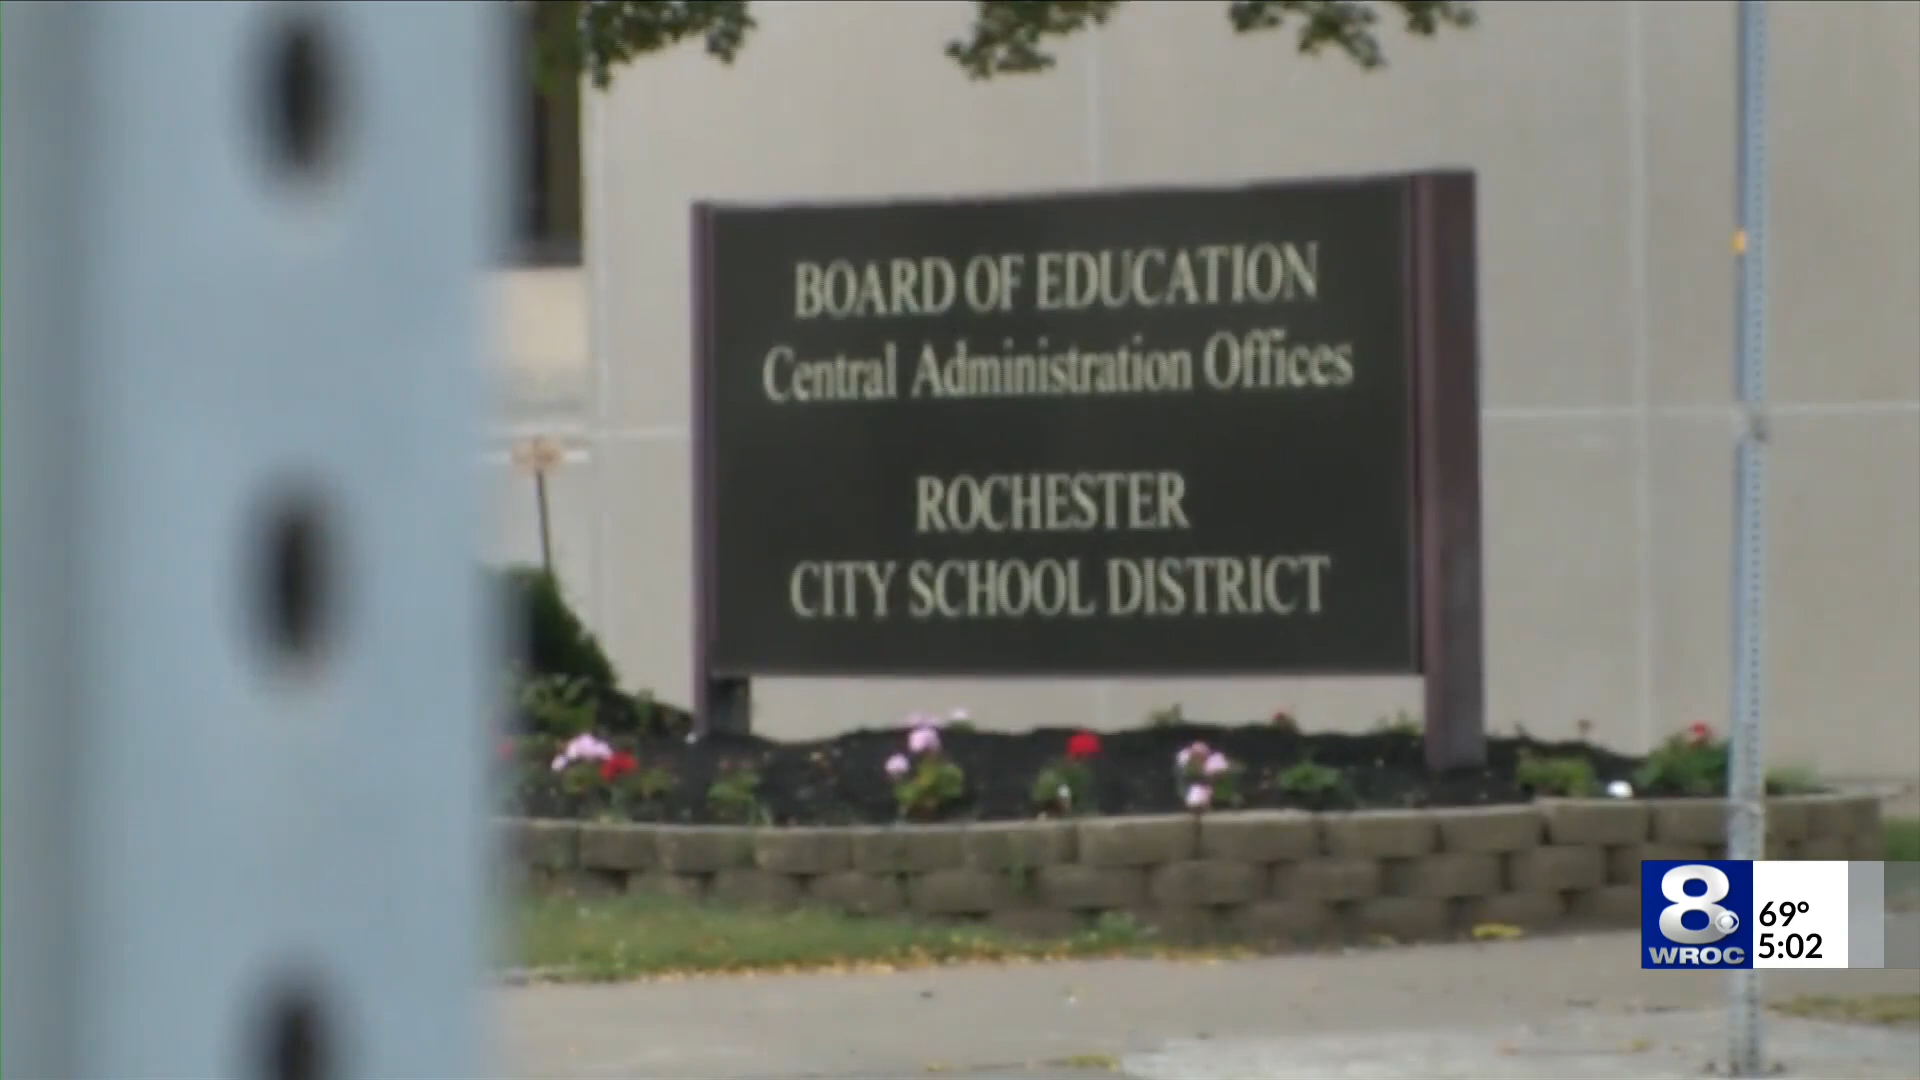 BOARD OF EDUCATION
Central Administration Offices
ROCHESTER
CITY SCHOOL DISTRICT
8
WROC
69°
5:02